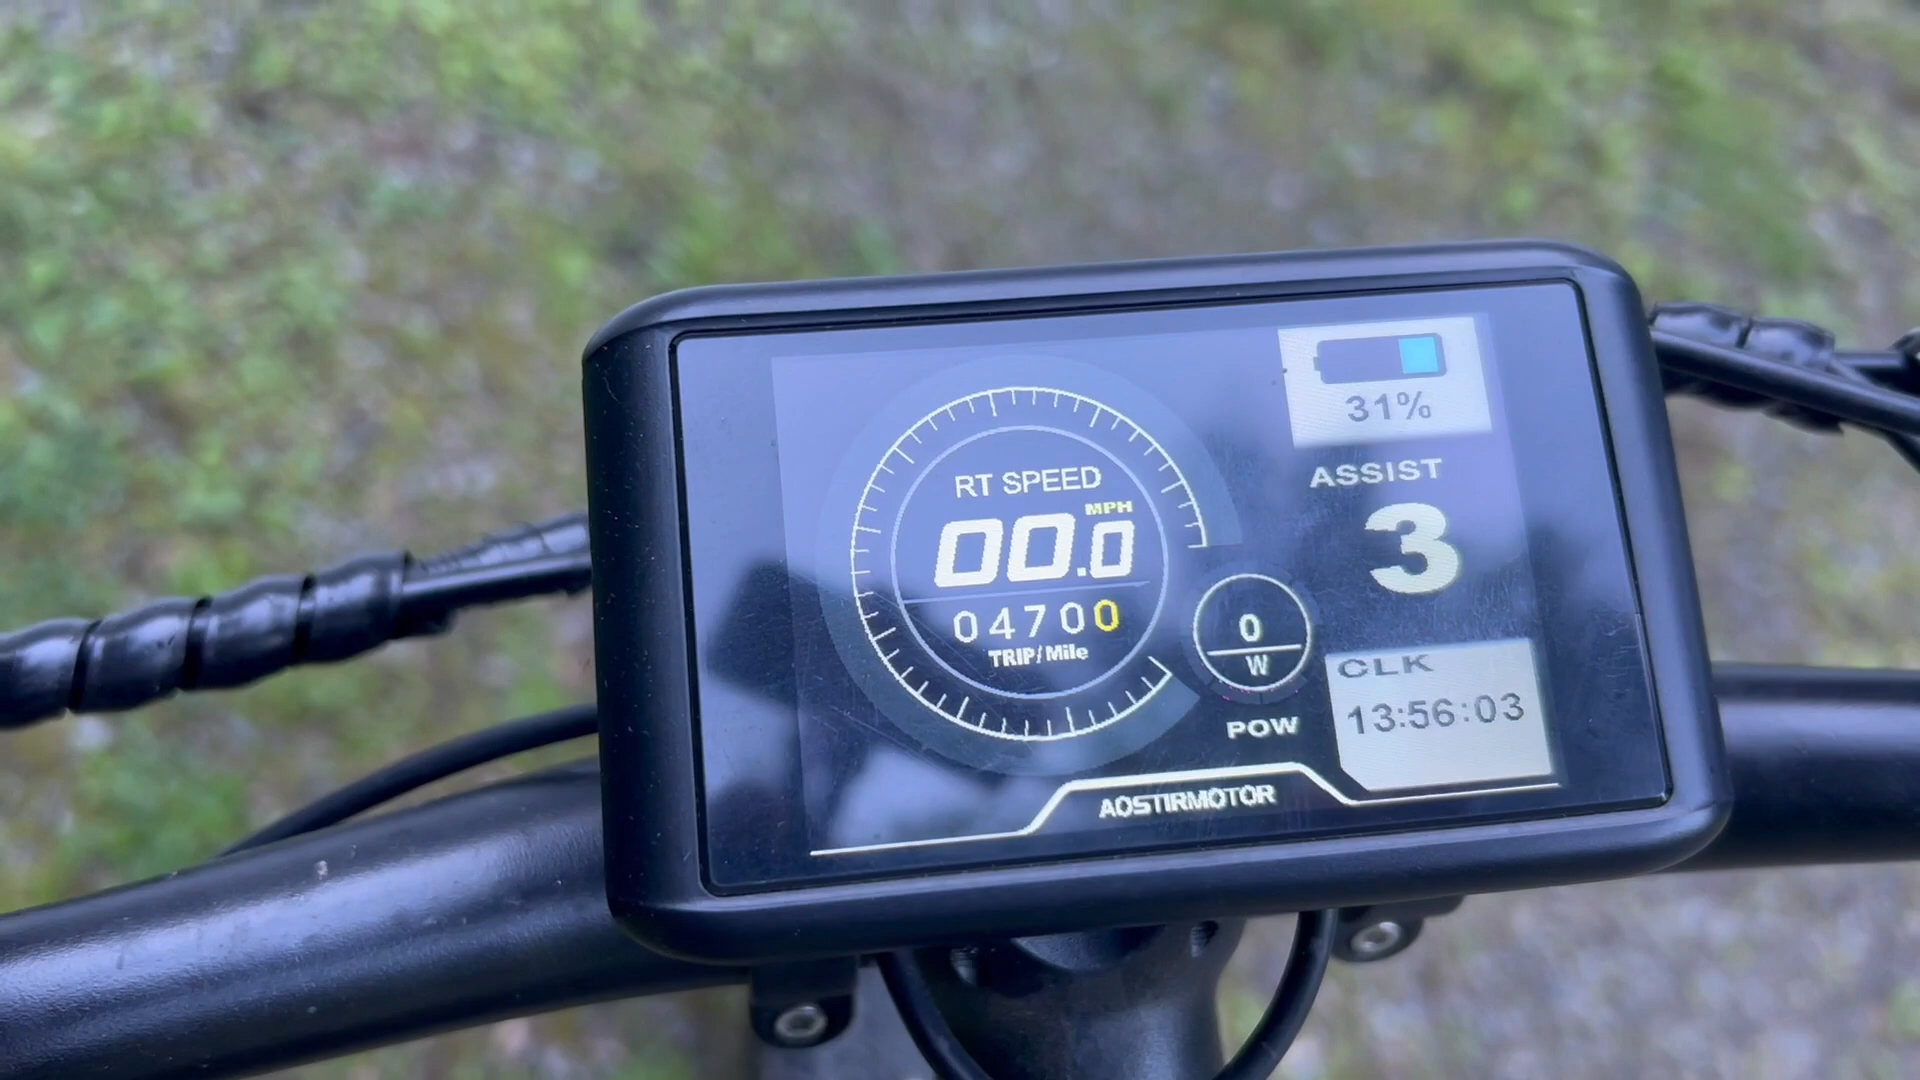 31%
RT SPEED
MPH
00.0
04700
TRIP/Mile
ASSIST
3
0
W
POW
CLK
13:56:03
AOSTIRMOTOR